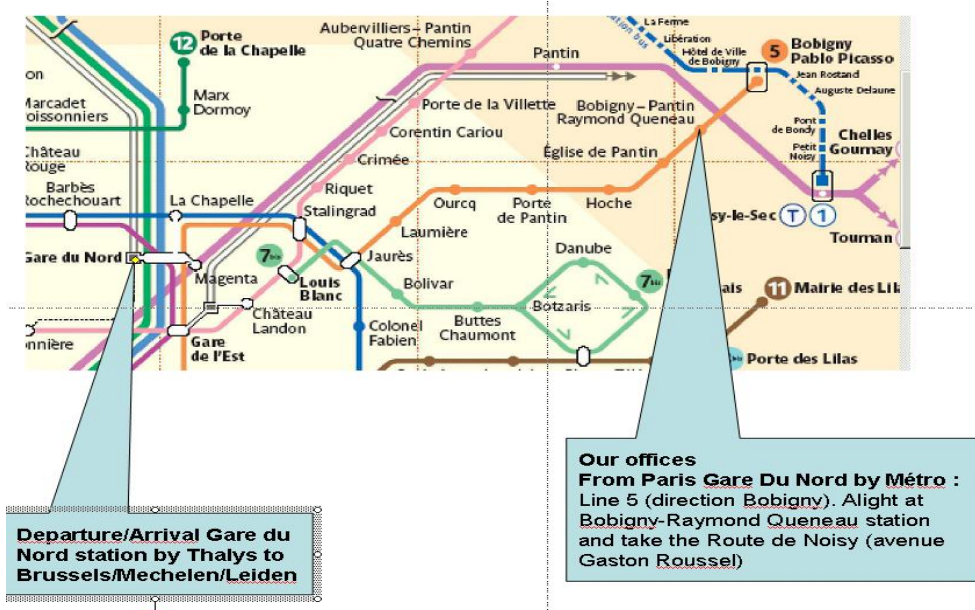 12 Porte
de la Chapelle
Marx
Dormoy
Aubervilliers–Pantin
Quatre Chemins
Pantin
La Ferme
Libération
Hôtel de Ville
de Bobigny
5 Bobigny
Pablo Picasso
Jean Rostand
Auguste Delaune
Pont
de Bondy
Petit
Noisy
Chelles
Gournay
sy-le-Sec T 1
Tournan
on
Marcadet
oissonniers
Château
Rouge
Barbès
Rochechouart
La Chapelle
Gare du Nord
Magenta
Porte de la Villette
Corentin Cariou
Crimée
Riquet
Stalingrad
Bobigny–Pantin
Raymond Queneau
Église de Pantin
Hoche
Porte
de Pantin
Ourcq
Laumière
Jaurès
7bis
Louis
Blanc
Château
Landon
Gare
de l'Est
onnière
Bolivar
Buttes
Chaumont
Colonel
Fabien
Danube
Botzaris
7bis
ais
11 Mairie des Lil
Porte des Lilas
Departure/Arrival Gare du
Nord station by Thalys to
Brussels/Mechelen/Leiden
Our offices
From Paris Gare Du Nord by Métro :
Line 5 (direction Bobigny). Alight at
Bobigny-Raymond Queneau station
and take the Route de Noisy (avenue
Gaston Roussel)